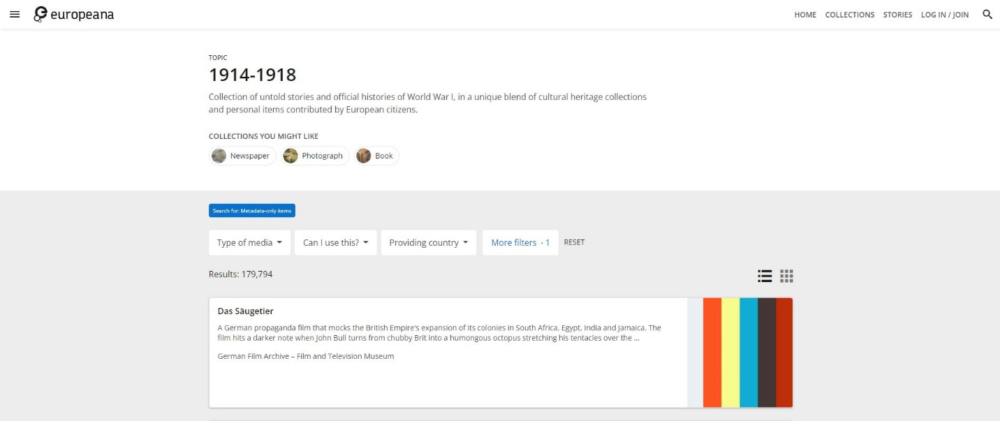 europeana
HOME COLLECTIONS STORIES LOG IN / JOIN
TOPIC
1914-1918
Collection of untold stories and official histories of World War I, in a unique blend of cultural heritage collections
and personal items contributed by European citizens.
COLLECTIONS YOU MIGHT LIKE
Newspaper Photograph Book
Search for: Metadata-only items
Type of media Can I use this? Providing country More filters · 1 RESET
Results: 179,794
Das Säugetier
A German propaganda film that mocks the British Empire's expansion of its colonies in South Africa, Egypt, India and Jamaica. The
film hits a darker note when John Bull turns from chubby Brit into a humongous octopus stretching his tentacles over the ...
German Film Archive – Film and Television Museum